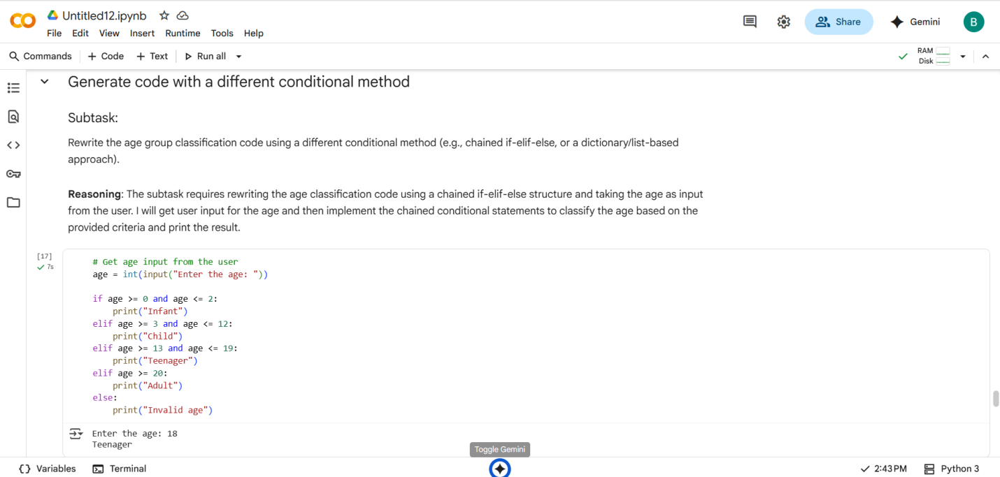 Untitled12.ipynb
File Edit View Insert Runtime Tools Help
Share
Gemini
B
Commands + Code + Text Run all
RAM
Disk
Generate code with a different conditional method
Subtask:
Rewrite the age group classification code using a different conditional method (e.g., chained if-elif-else, or a dictionary/list-based
approach).
Reasoning: The subtask requires rewriting the age classification code using a chained if-elif-else structure and taking the age as input
from the user. I will get user input for the age and then implement the chained conditional statements to classify the age based on the
provided criteria and print the result.
[17]
7s
# Get age input from the user
age = int(input("Enter the age: "))
if age >= 0 and age <= 2:
    print("Infant")
elif age >= 3 and age <= 12:
    print("Child")
elif age >= 13 and age <= 19:
    print("Teenager")
elif age >= 20:
    print("Adult")
else:
    print("Invalid age")
Enter the age: 18
Teenager
Toggle Gemini
{} Variables Terminal
2:43 PM Python 3